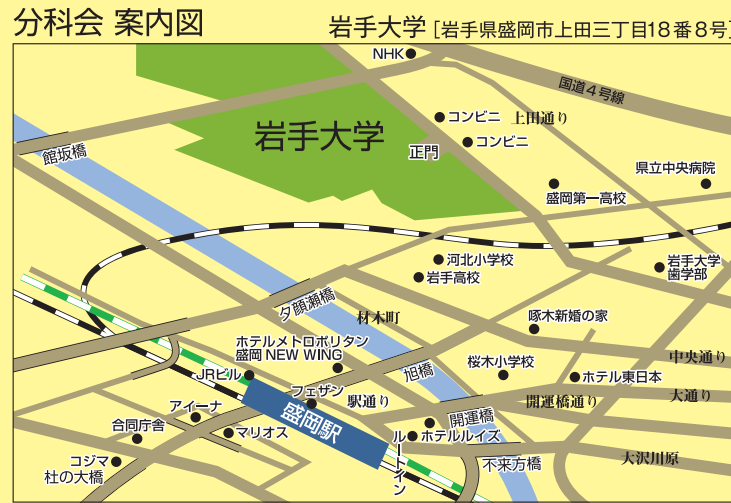 分科会 案内図
岩手大学 [岩手県盛岡市上田三丁目18番8号]
NHK
国道4号線
コンビニ
上田通り
岩手大学
コンビニ
正門
館坂橋
県立中央病院
盛岡第一高校
河北小学校
岩手大学
歯学部
岩手高校
夕顔瀬橋
材木町
啄木新婚の家
ホテルメトロポリタン
盛岡 NEW WING
中央通り
旭橋
桜木小学校
JRビル
ホテル東日本
フェザン
駅通り
開運橋通り
大通り
アイーナ
盛岡駅
開運橋
合同庁舎
マリオス
ルートイン
ホテルルイズ
コジマ
不来方橋
大沢川原
杜の大橋